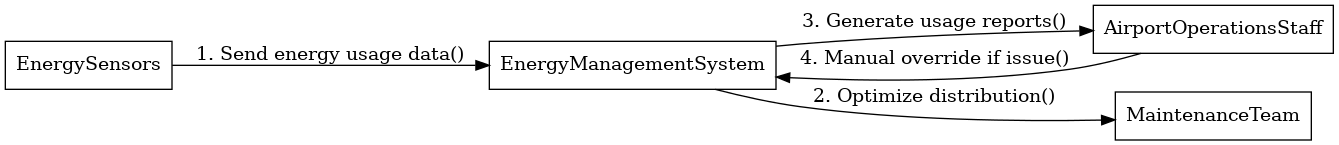 EnergySensors
1. Send energy usage data()
EnergyManagementSystem
3. Generate usage reports()
AirportOperationsStaff
4. Manual override if issue()
2. Optimize distribution()
MaintenanceTeam